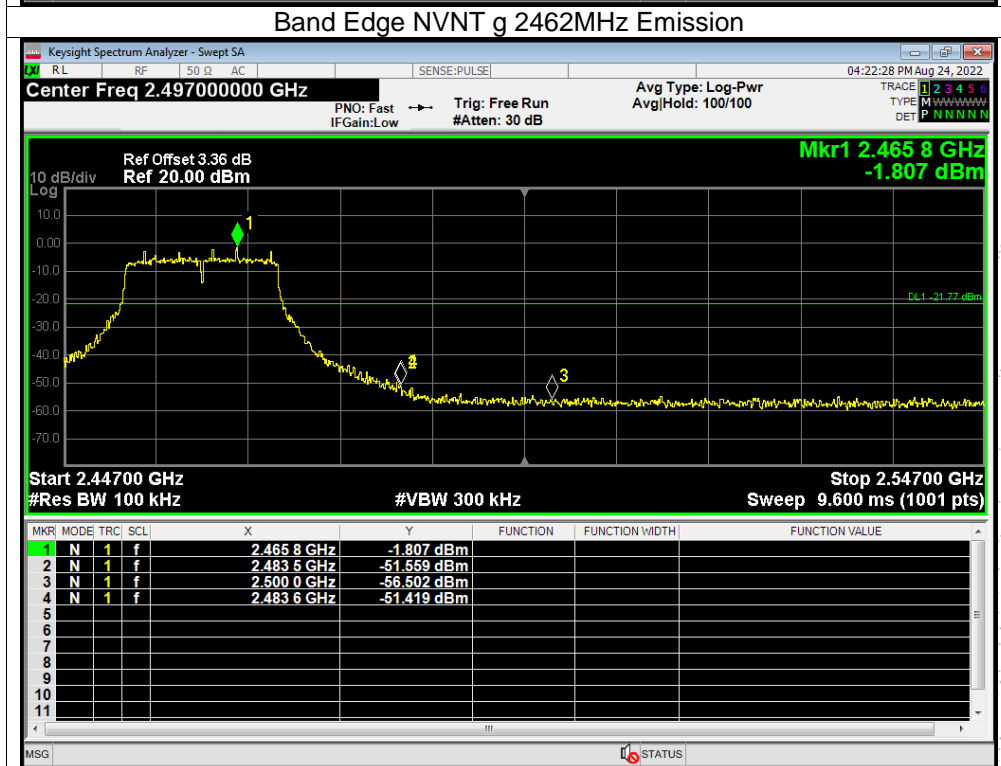 Band Edge NVNT g 2462MHz Emission
Keysight Spectrum Analyzer - Swept SA
LXI RL RF 50 Ω AC SENSE:PULSE 04:22:28 PM Aug 24, 2022
Center Freq 2.497000000 GHz
PNO: Fast
IFGain:Low
Trig: Free Run
#Atten: 30 dB
Avg Type: Log-Pwr
Avg|Hold: 100/100
TRACE 1 2 3 4 5 6
TYPE M W W W W W
DET P N N N N N
Mkr1 2.465 8 GHz
-1.807 dBm
Ref Offset 3.36 dB
10 dB/div Ref 20.00 dBm
Log
10.0
0.00
-10.0
-20.0
-30.0
-40.0
-50.0
-60.0
-70.0
1
DL1 -21.77 dBm
3
Start 2.44700 GHz Stop 2.54700 GHz
#Res BW 100 kHz #VBW 300 kHz Sweep 9.600 ms (1001 pts)
MKR MODE TRC SCL X Y FUNCTION FUNCTION WIDTH FUNCTION VALUE
1 N 1 f 2.465 8 GHz -1.807 dBm
2 N 1 f 2.483 5 GHz -51.559 dBm
3 N 1 f 2.500 0 GHz -56.502 dBm
4 N 1 f 2.483 6 GHz -51.419 dBm
5
6
7
8
9
10
11
MSG STATUS